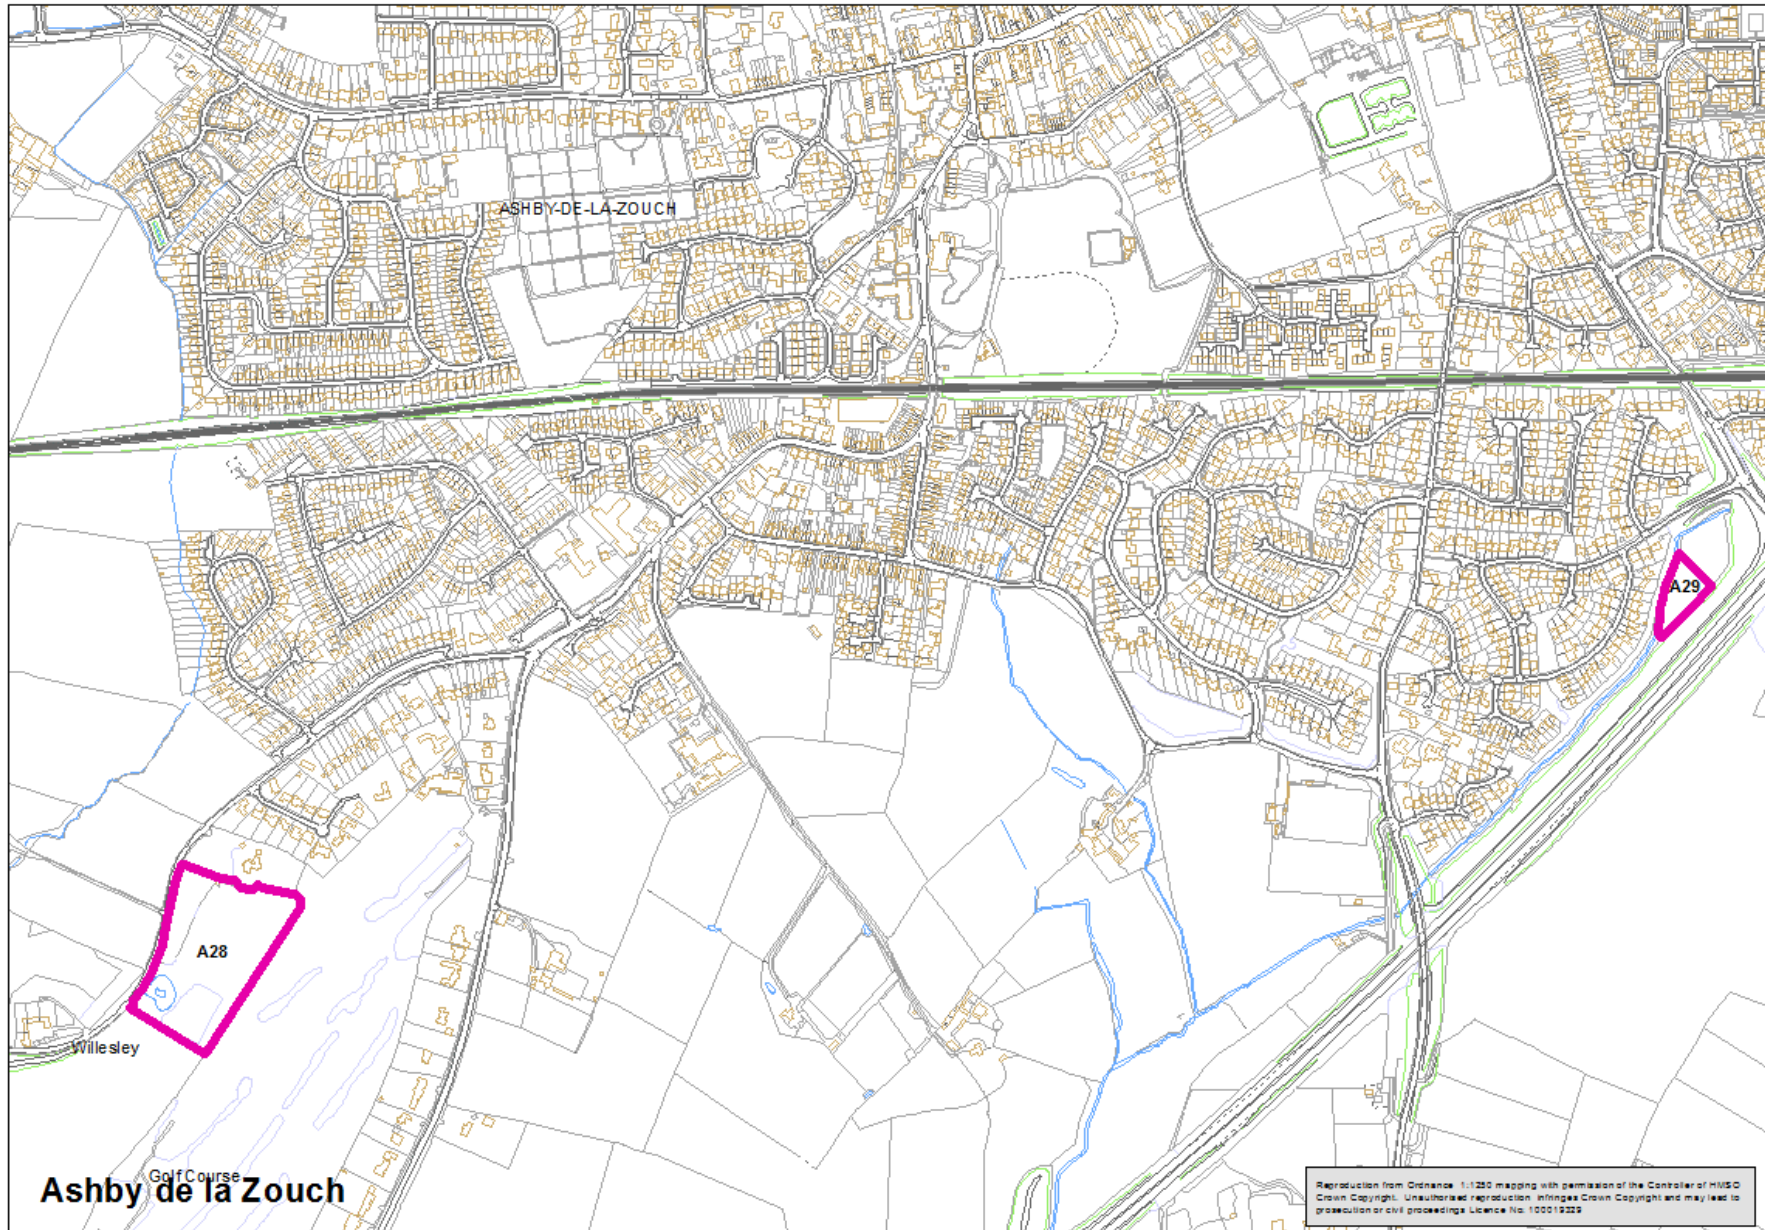 ASHBY-DE-LA-ZOUCH
A29
A28
Willesley
Golf Course
Ashby de la Zouch
Reproduction from Ordnance 1:1250 mapping with permission of the Controller of HMSO
Crown Copyright. Unauthorised reproduction infringes Crown Copyright and may lead to
prosecution or civil proceedings Licence No: 100019329